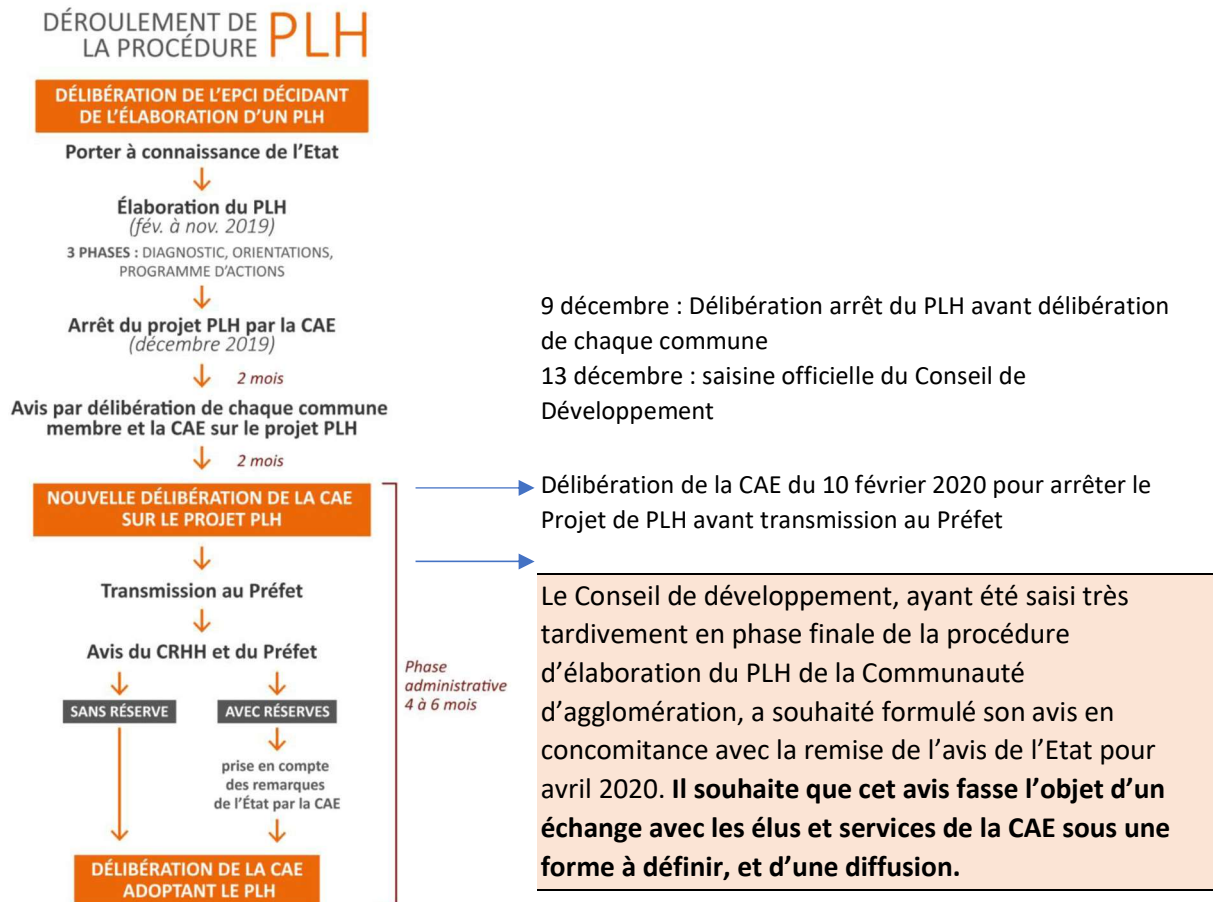 DÉROULEMENT DE
LA PROCÉDURE PLH
DÉLIBÉRATION DE L'EPCI DÉCIDANT
DE L'ÉLABORATION D'UN PLH
Porter à connaissance de l'Etat
Élaboration du PLH
(fév. à nov. 2019)
3 PHASES : DIAGNOSTIC, ORIENTATIONS,
PROGRAMME D'ACTIONS
Arrêt du projet PLH par la CAE
(décembre 2019)
2 mois
Avis par délibération de chaque commune
membre et la CAE sur le projet PLH
2 mois
NOUVELLE DÉLIBÉRATION DE LA CAE
SUR LE PROJET PLH
Transmission au Préfet
Avis du CRHH et du Préfet
SANS RÉSERVE
AVEC RÉSERVES
prise en compte
des remarques
de l'État par la CAE
DÉLIBÉRATION DE LA CAE
ADOPTANT LE PLH
Phase
administrative
4 à 6 mois
9 décembre : Délibération arrêt du PLH avant délibération
de chaque commune
13 décembre : saisine officielle du Conseil de
Développement
Délibération de la CAE du 10 février 2020 pour arrêter le
Projet de PLH avant transmission au Préfet
Le Conseil de développement, ayant été saisi très
tardivement en phase finale de la procédure
d'élaboration du PLH de la Communauté
d'agglomération, a souhaité formulé son avis en
concomitance avec la remise de l'avis de l'Etat pour
avril 2020. Il souhaite que cet avis fasse l'objet d'un
échange avec les élus et services de la CAE sous une
forme à définir, et d'une diffusion.